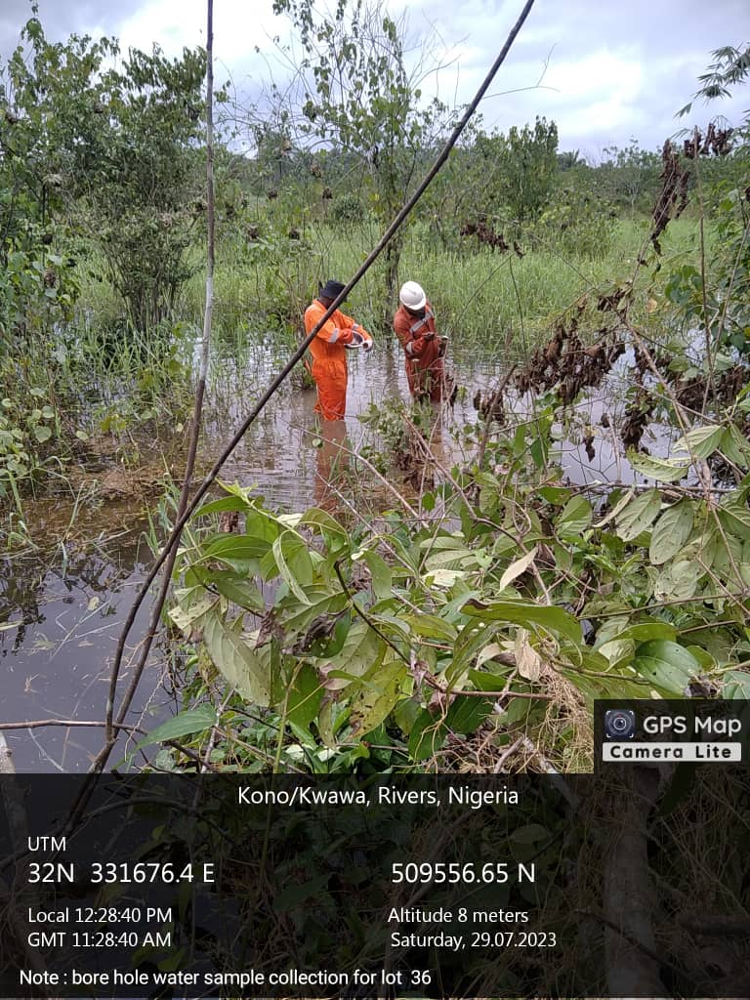 GPS Map
Camera Lite
Kono/Kwawa, Rivers, Nigeria
UTM
32N 331676.4 E 509556.65 N
Local 12:28:40 PM Altitude 8 meters
GMT 11:28:40 AM Saturday, 29.07.2023
Note : bore hole water sample collection for lot 36